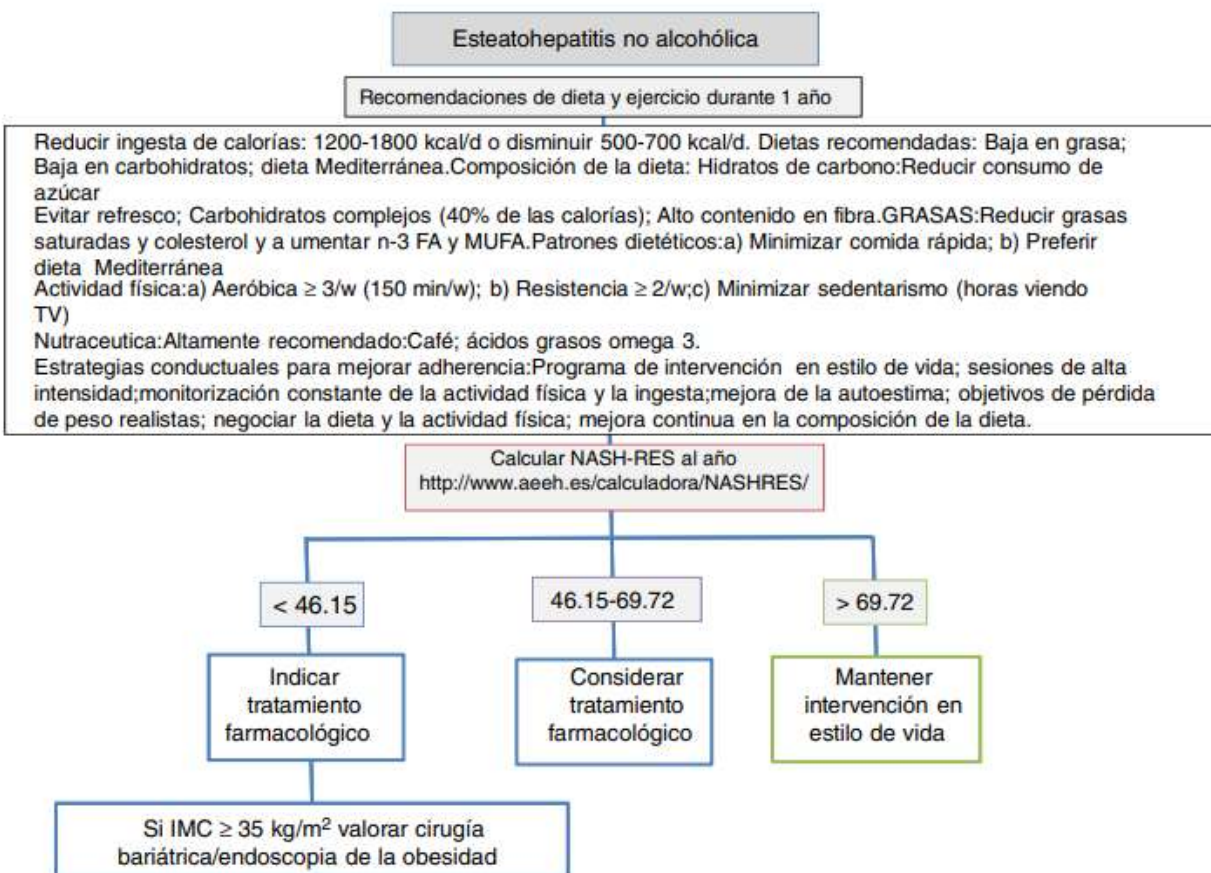 Esteatohepatitis no alcohólica
Recomendaciones de dieta y ejercicio durante 1 año
Reducir ingesta de calorías: 1200-1800 kcal/d o disminuir 500-700 kcal/d. Dietas recomendadas: Baja en grasa;
Baja en carbohidratos; dieta Mediterránea.Composición de la dieta: Hidratos de carbono:Reducir consumo de
azúcar
Evitar refresco; Carbohidratos complejos (40% de las calorías); Alto contenido en fibra.GRASAS:Reducir grasas
saturadas y colesterol y a umentar n-3 FA y MUFA.Patrones dietéticos:a) Minimizar comida rápida; b) Preferir
dieta Mediterránea
Actividad física:a) Aeróbica ≥ 3/w (150 min/w); b) Resistencia ≥ 2/w;c) Minimizar sedentarismo (horas viendo
TV)
Nutraceutica:Altamente recomendado:Café; ácidos grasos omega 3.
Estrategias conductuales para mejorar adherencia:Programa de intervención en estilo de vida; sesiones de alta
intensidad;monitorización constante de la actividad física y la ingesta;mejora de la autoestima; objetivos de pérdida
de peso realistas; negociar la dieta y la actividad física; mejora continua en la composición de la dieta.
Calcular NASH-RES al año
http://www.aeeh.es/calculadora/NASHRES/
< 46.15
46.15-69.72
> 69.72
Indicar
tratamiento
farmacológico
Considerar
tratamiento
farmacológico
Mantener
intervención en
estilo de vida
Si IMC ≥ 35 kg/m² valorar cirugía
bariátrica/endoscopia de la obesidad